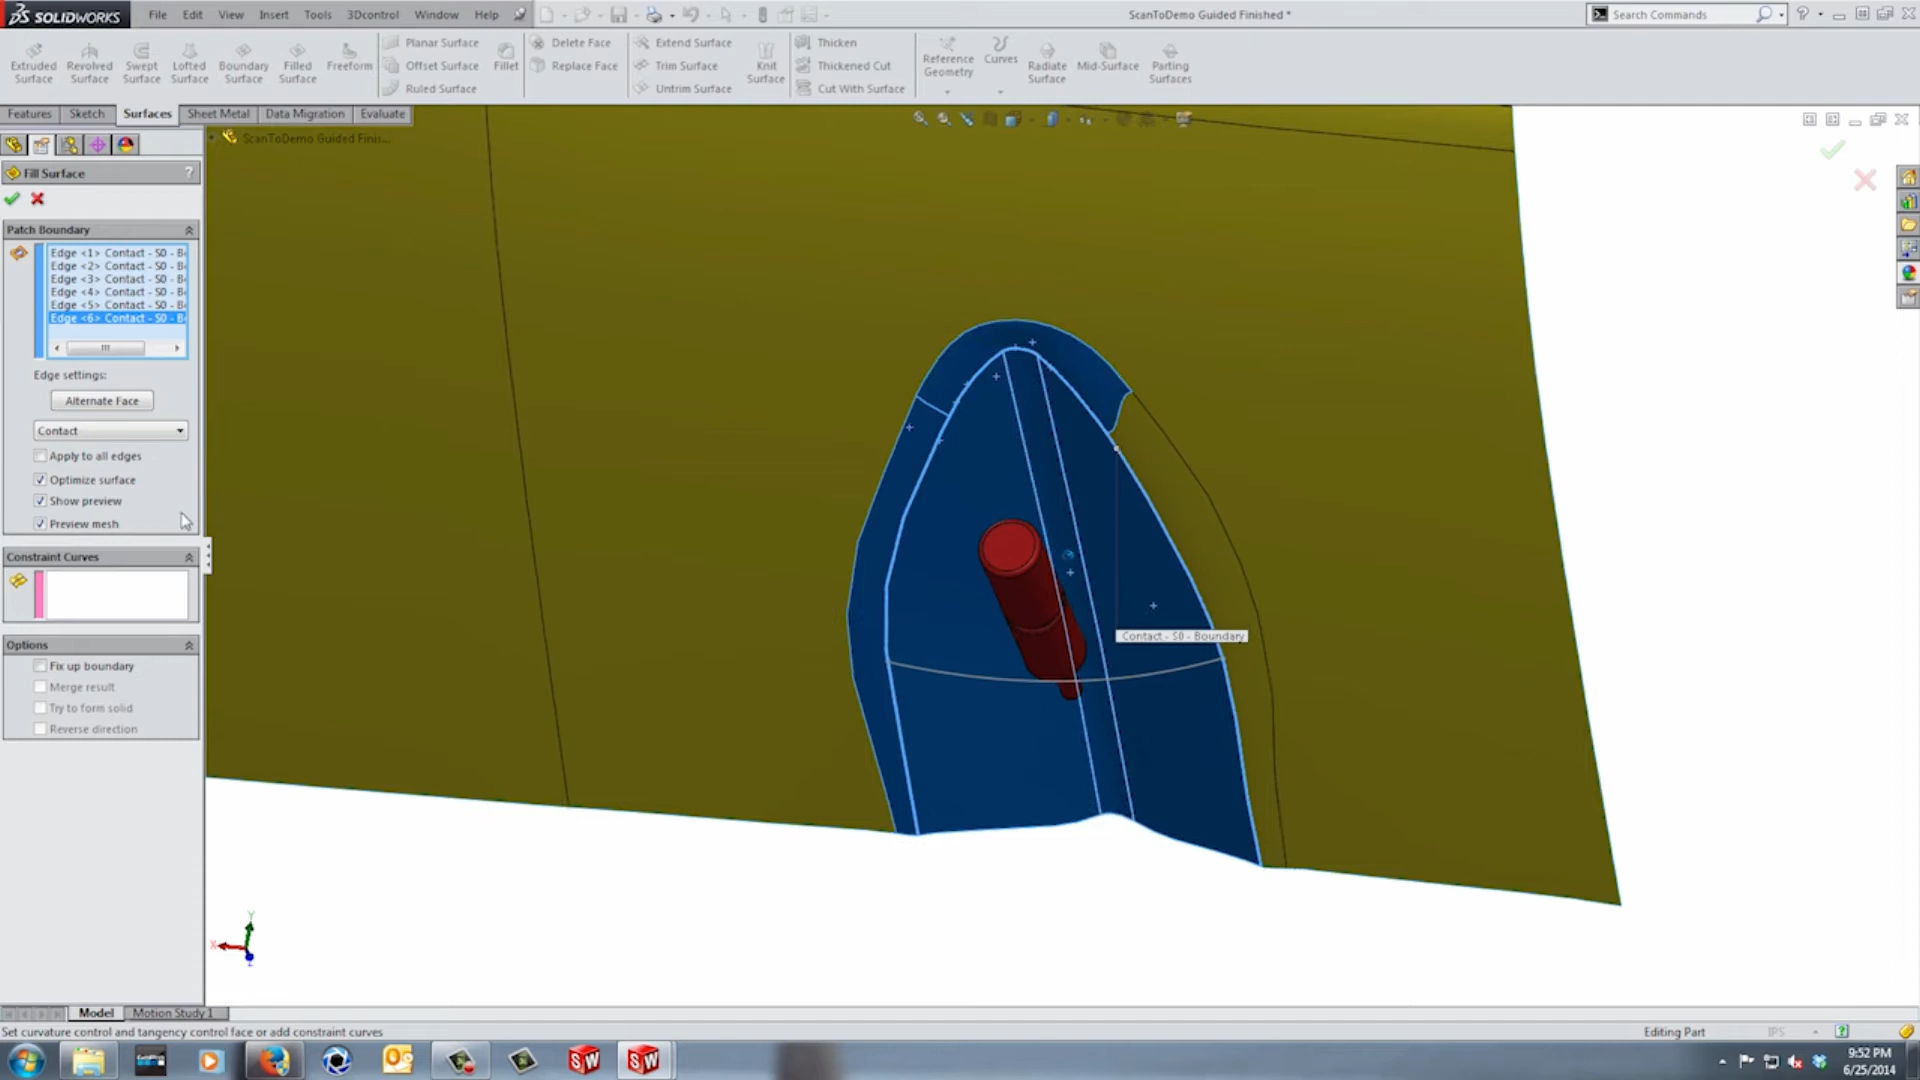 SOLIDWORKS File Edit View Insert Tools 3Dcontrol Window Help ScanToDemo Guided Finished * Search Commands
Extruded Surface
Revolved Surface
Swept Surface
Lofted Surface
Boundary Surface
Filled Surface
Freeform
Planar Surface
Offset Surface
Ruled Surface
Fillet
Delete Face
Replace Face
Extend Surface
Trim Surface
Untrim Surface
Knit Surface
Thicken
Thickened Cut
Cut With Surface
Reference Geometry
Curves
Radiate Surface
Mid-Surface
Parting Surfaces
Features Sketch Surfaces Sheet Metal Data Migration Evaluate
ScanToDemo Guided Finis...
Fill Surface ?
Patch Boundary
Edge <1> Contact - S0 - B
Edge <2> Contact - S0 - B
Edge <3> Contact - S0 - B
Edge <4> Contact - S0 - B
Edge <5> Contact - S0 - B
Edge <6> Contact - S0 - B
Edge settings:
Alternate Face
Contact
Apply to all edges
Optimize surface
Show preview
Preview mesh
Constraint Curves
Options
Fix up boundary
Merge result
Try to form solid
Reverse direction
Contact - S0 - Boundary
Y
X
Z
Model Motion Study 1
Set curvature control and tangency control face or add constraint curves Editing Part IPS
SW SW
9:52 PM
6/25/2014